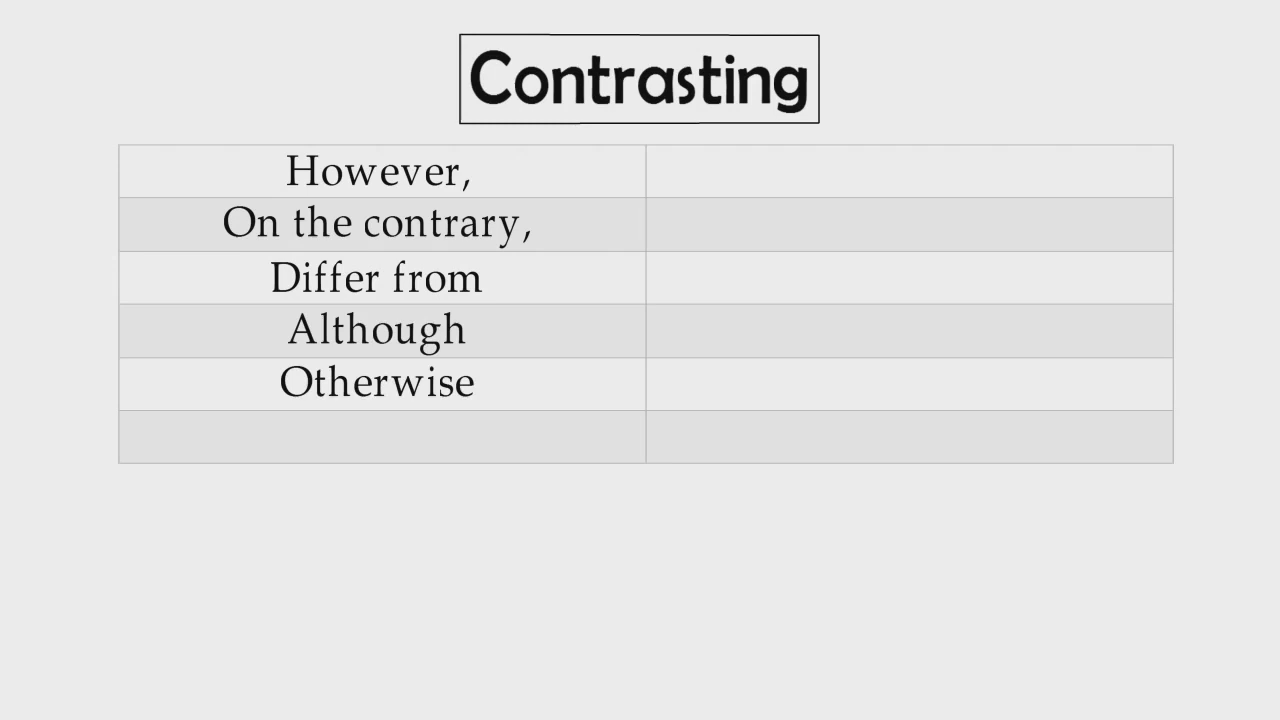 Contrasting
However,
On the contrary,
Differ from
Although
Otherwise